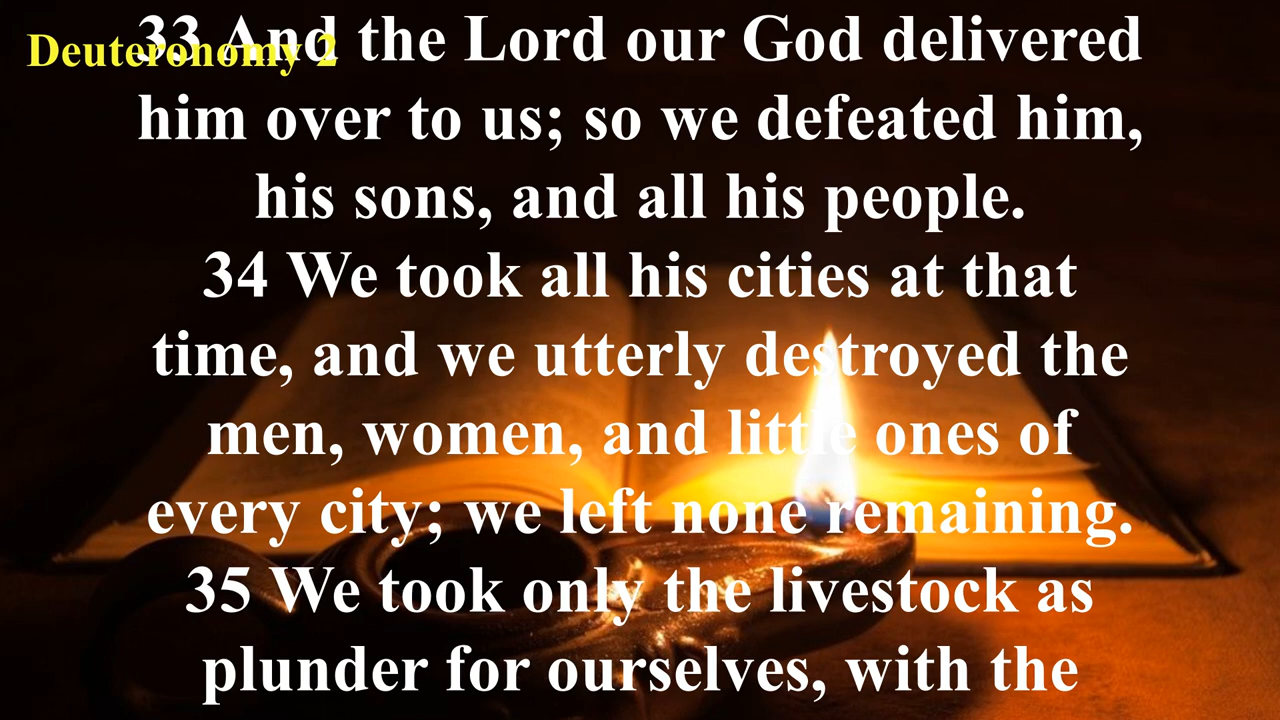 Deuteronomy 2
33 And the Lord our God delivered
him over to us; so we defeated him,
his sons, and all his people.
34 We took all his cities at that
time, and we utterly destroyed the
men, women, and little ones of
every city; we left none remaining.
35 We took only the livestock as
plunder for ourselves, with the